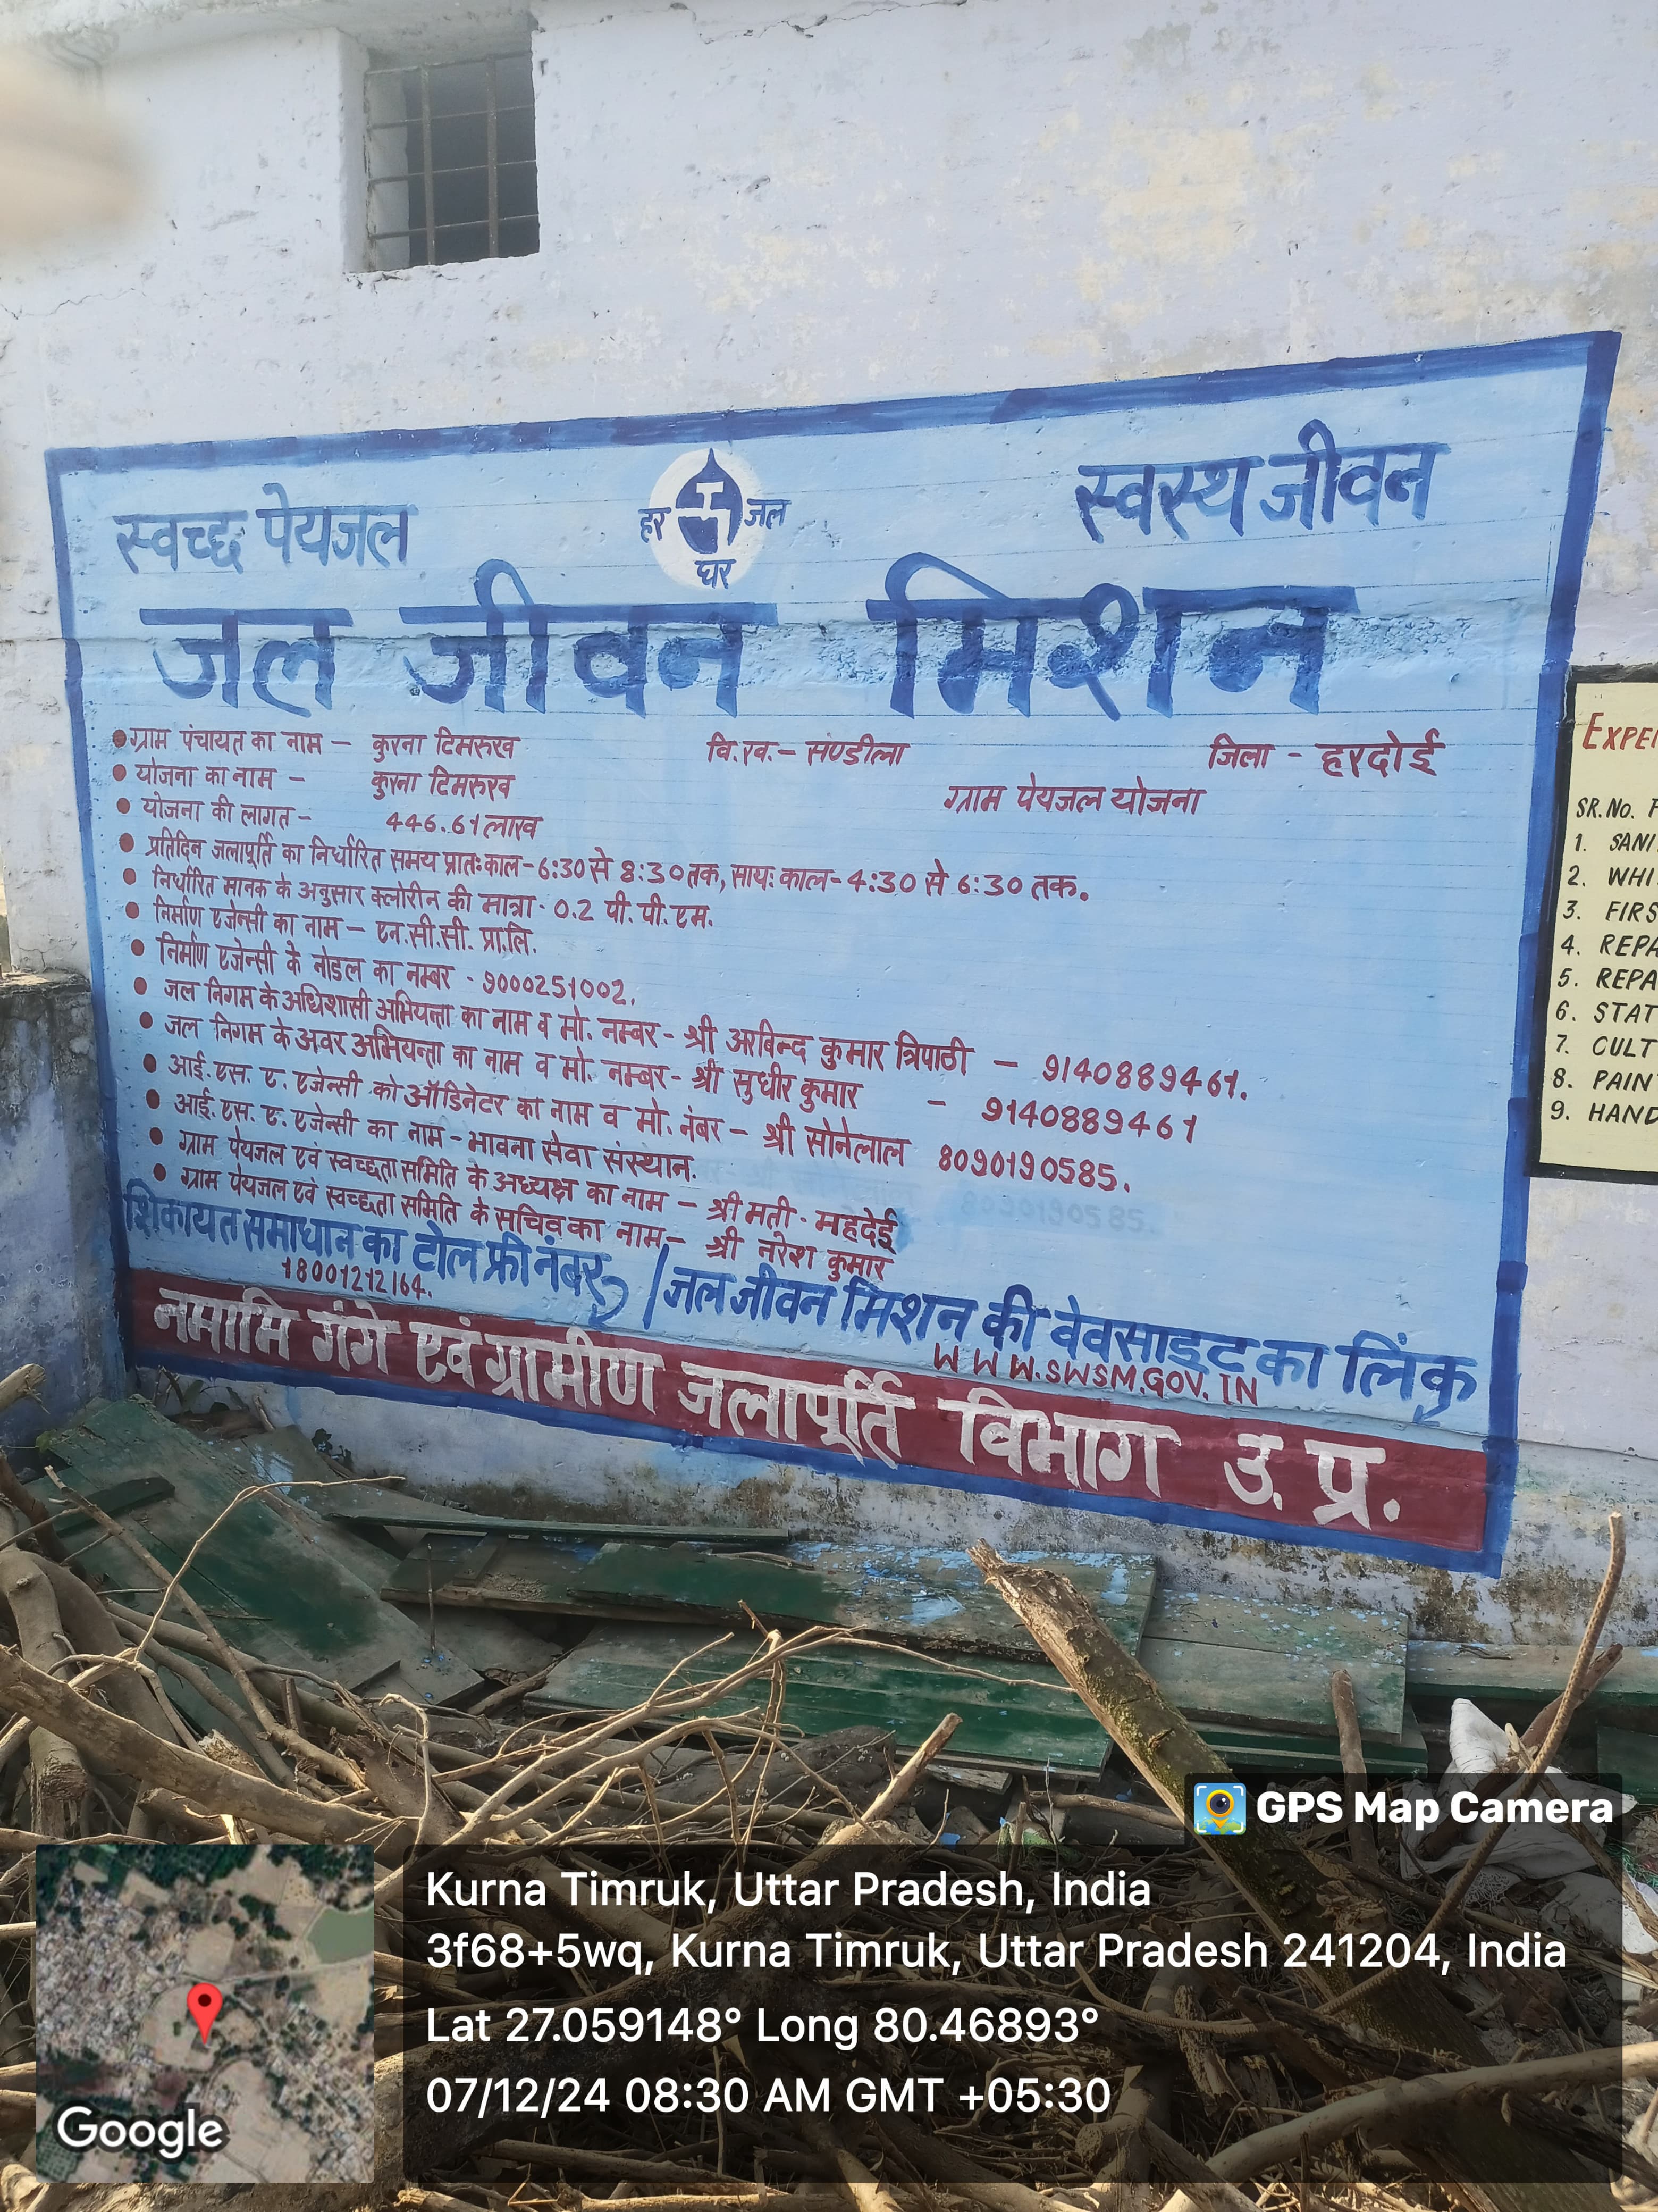 स्वच्छ पेयजल
हर जल
घर
स्वस्थ जीवन
जल जीवन मिशन
ग्राम पंचायत का नाम – कुरना टिमरुख वि.ख.– सण्डीला जिला - हरदोई
योजना का नाम – कुरना टिमरुख ग्राम पेयजल योजना
योजना की लागत- 446.61 लाख
प्रतिदिन जलापूर्ति का निर्धारित समय प्रातःकाल-6:30 से 8:30 तक, सायःकाल-4:30 से 6:30 तक.
निर्धारित मानक के अनुसार क्लोरीन की मात्रा- 0.2 पी. पी. एम.
निर्माण एजेन्सी का नाम – एन.सी.सी. प्रा.लि.
निर्माण एजेन्सी के नोडल का नम्बर - 9000251002.
जल निगम के अधिशासी अभियन्ता का नाम व मो. नम्बर- श्री अरबिन्द कुमार त्रिपाठी – 9140889461.
जल निगम के अवर अभियन्ता का नाम व मो. नम्बर- श्री सुधीर कुमार – 9140889461
आई. एस. ए. एजेन्सी को ऑडिनेटर का नाम व मो. नंबर – श्री सोनेलाल 8090190585.
आई. एस. ए. एजेन्सी का नाम - भावना सेवा संस्थान.
ग्राम पेयजल एवं स्वच्छता समिति के अध्यक्ष का नाम – श्री मती - महदेई
ग्राम पेयजल एवं स्वच्छता समिति के सचिव का नाम– श्री नरेश कुमार
शिकायत समाधान का टोल फ्री नंबर / जल जीवन मिशन की वेवसाइट का लिंक
18001212164.
WWW.SWSM.GOV.IN
नमामि गंगे एवं ग्रामीण जलापूर्ति विभाग उ. प्र.
SR.No.
1. SANI
2. WHI
3. FIRS
4. REPA
5. REPA
6. STAT
7. CULT
8. PAIN
9. HAND
GPS Map Camera
Kurna Timruk, Uttar Pradesh, India
3f68+5wq, Kurna Timruk, Uttar Pradesh 241204, India
Lat 27.059148° Long 80.46893°
07/12/24 08:30 AM GMT +05:30
Google